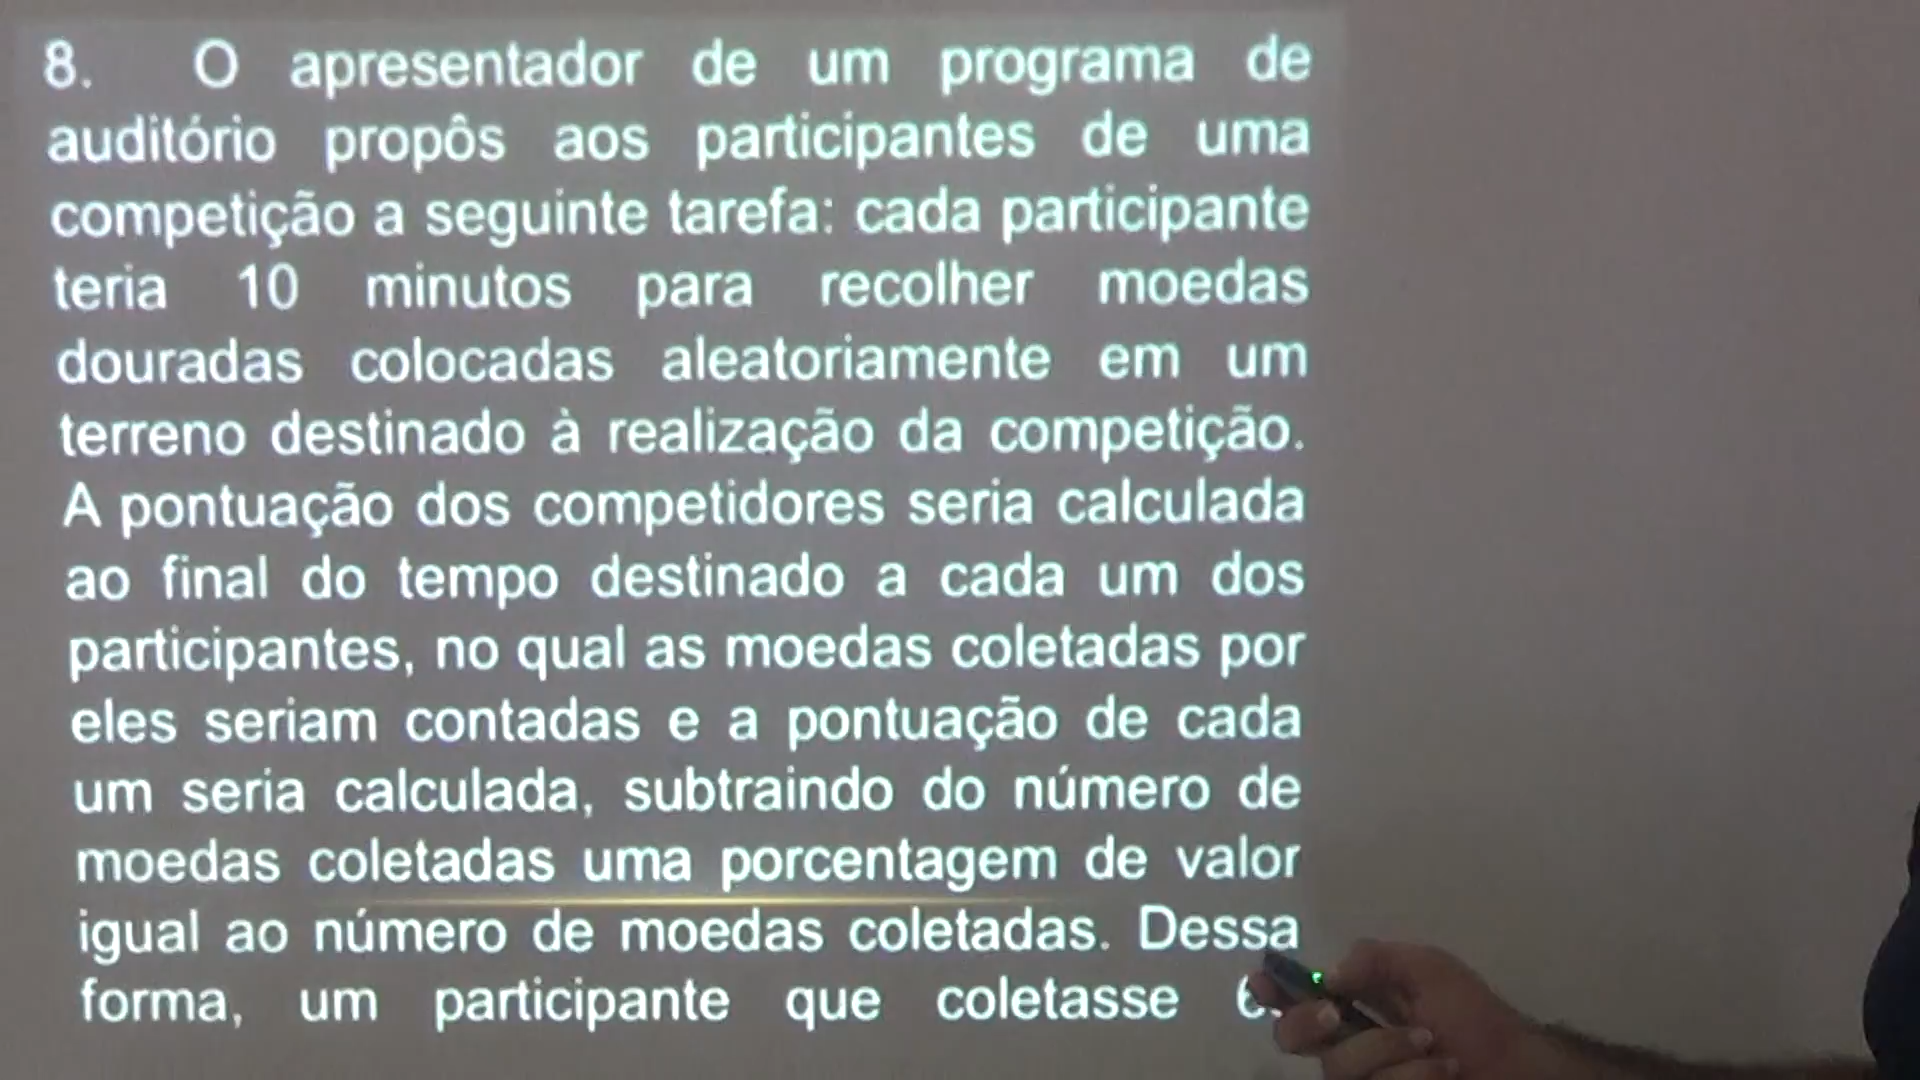 8. O apresentador de um programa de
auditório propôs aos participantes de uma
competição a seguinte tarefa: cada participante
teria 10 minutos para recolher moedas
douradas colocadas aleatoriamente em um
terreno destinado à realização da competição.
A pontuação dos competidores seria calculada
ao final do tempo destinado a cada um dos
participantes, no qual as moedas coletadas por
eles seriam contadas e a pontuação de cada
um seria calculada, subtraindo do número de
moedas coletadas uma porcentagem de valor
igual ao número de moedas coletadas. Dessa
forma, um participante que coletasse